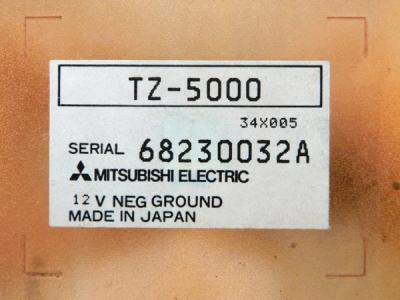 TZ-5000
34X005
SERIAL 68230032A
MITSUBISHI ELECTRIC
12 V NEG GROUND
MADE IN JAPAN